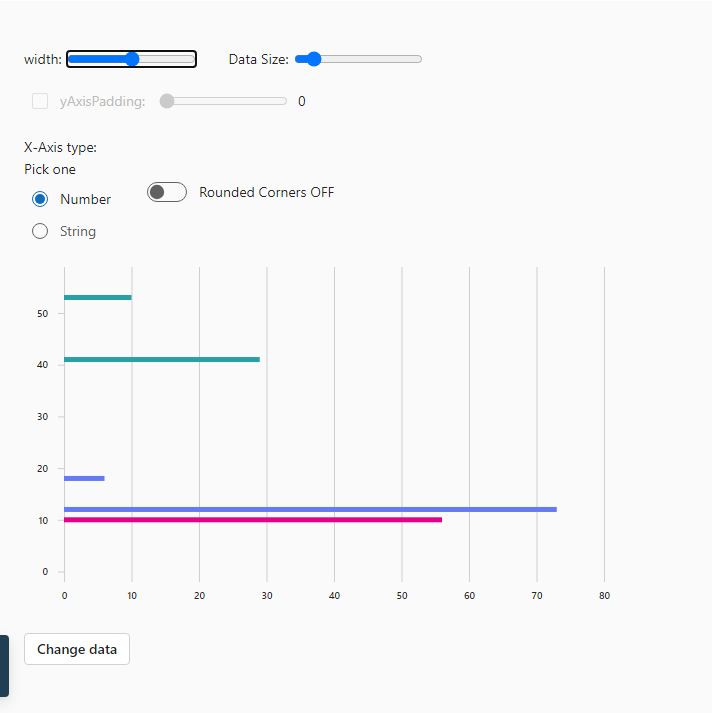 width: Data Size:
yAxisPadding: 0
X-Axis type:
Pick one
Number
Rounded Corners OFF
String
50
40
30
20
10
0
0 10 20 30 40 50 60 70 80
Change data